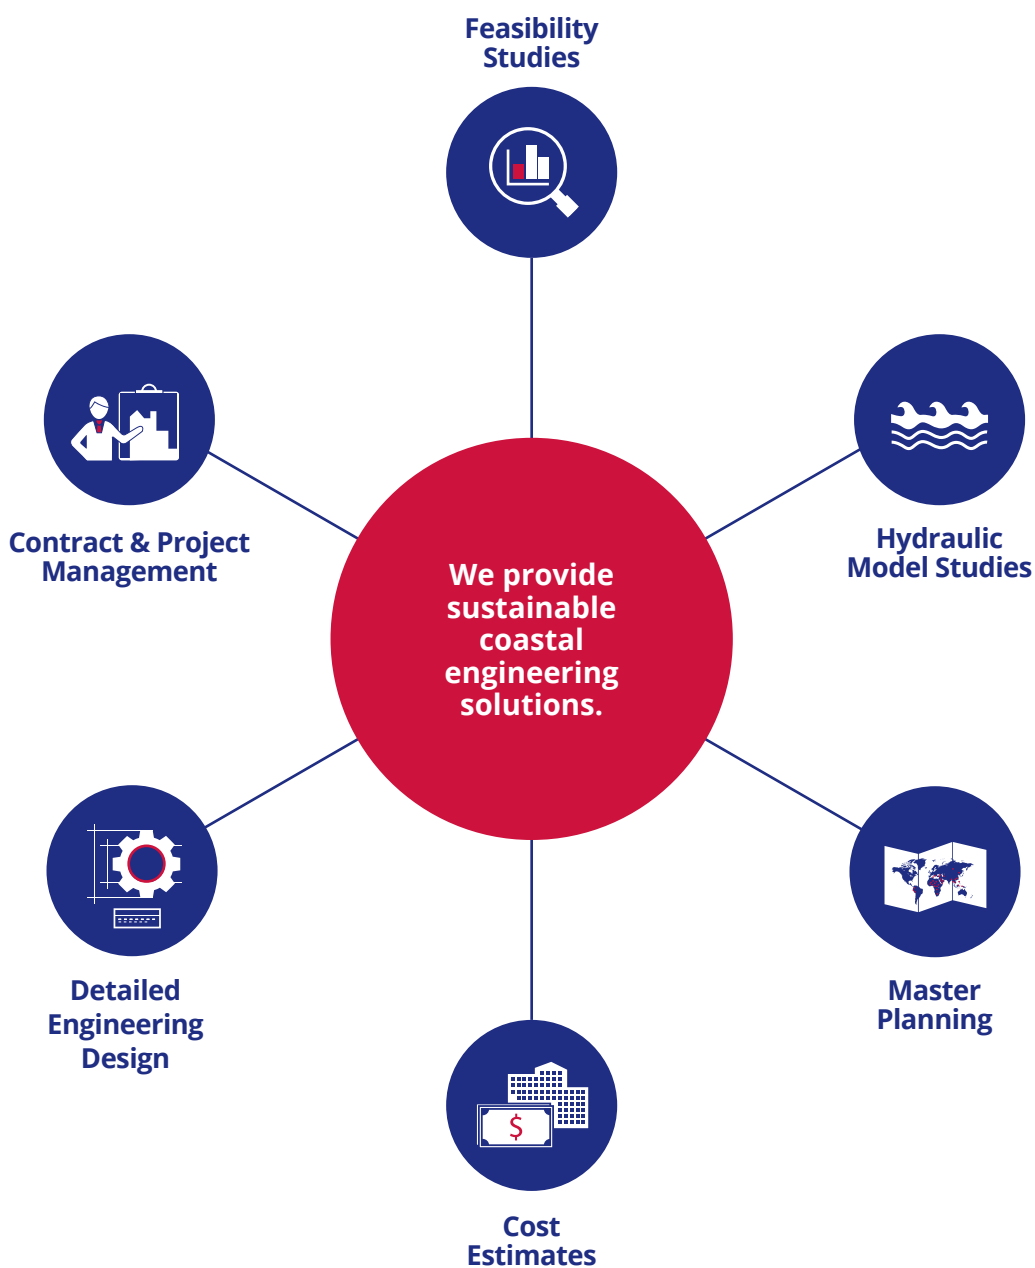 Feasibility
Studies
Contract & Project
Management
Hydraulic
Model Studies
We provide
sustainable
coastal
engineering
solutions.
Detailed
Engineering
Design
Master
Planning
$
Cost
Estimates